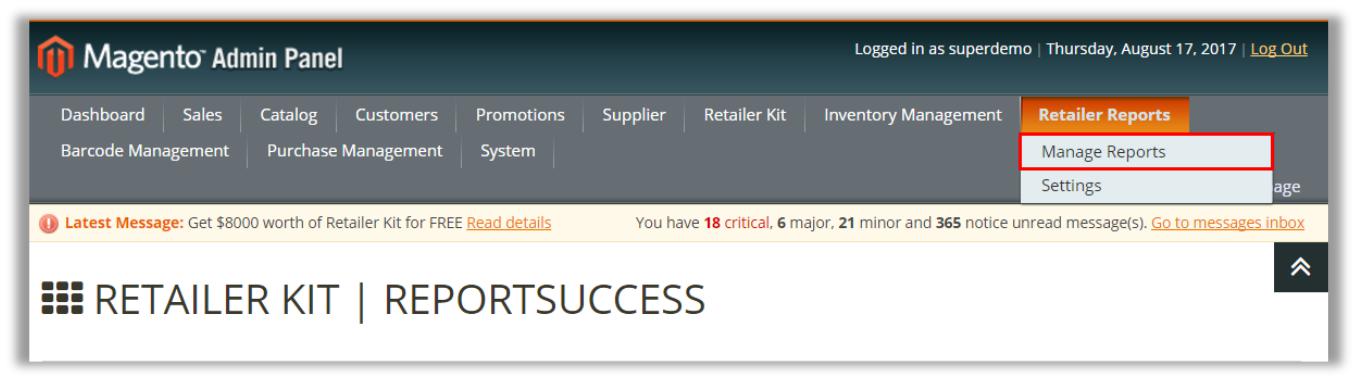 Magento™ Admin Panel
Logged in as superdemo | Thursday, August 17, 2017 | Log Out
Dashboard Sales Catalog Customers Promotions Supplier Retailer Kit Inventory Management Retailer Reports
Barcode Management Purchase Management System
Manage Reports
Settings
age
Latest Message: Get $8000 worth of Retailer Kit for FREE Read details
You have 18 critical, 6 major, 21 minor and 365 notice unread message(s). Go to messages inbox
RETAILER KIT | REPORTSUCCESS